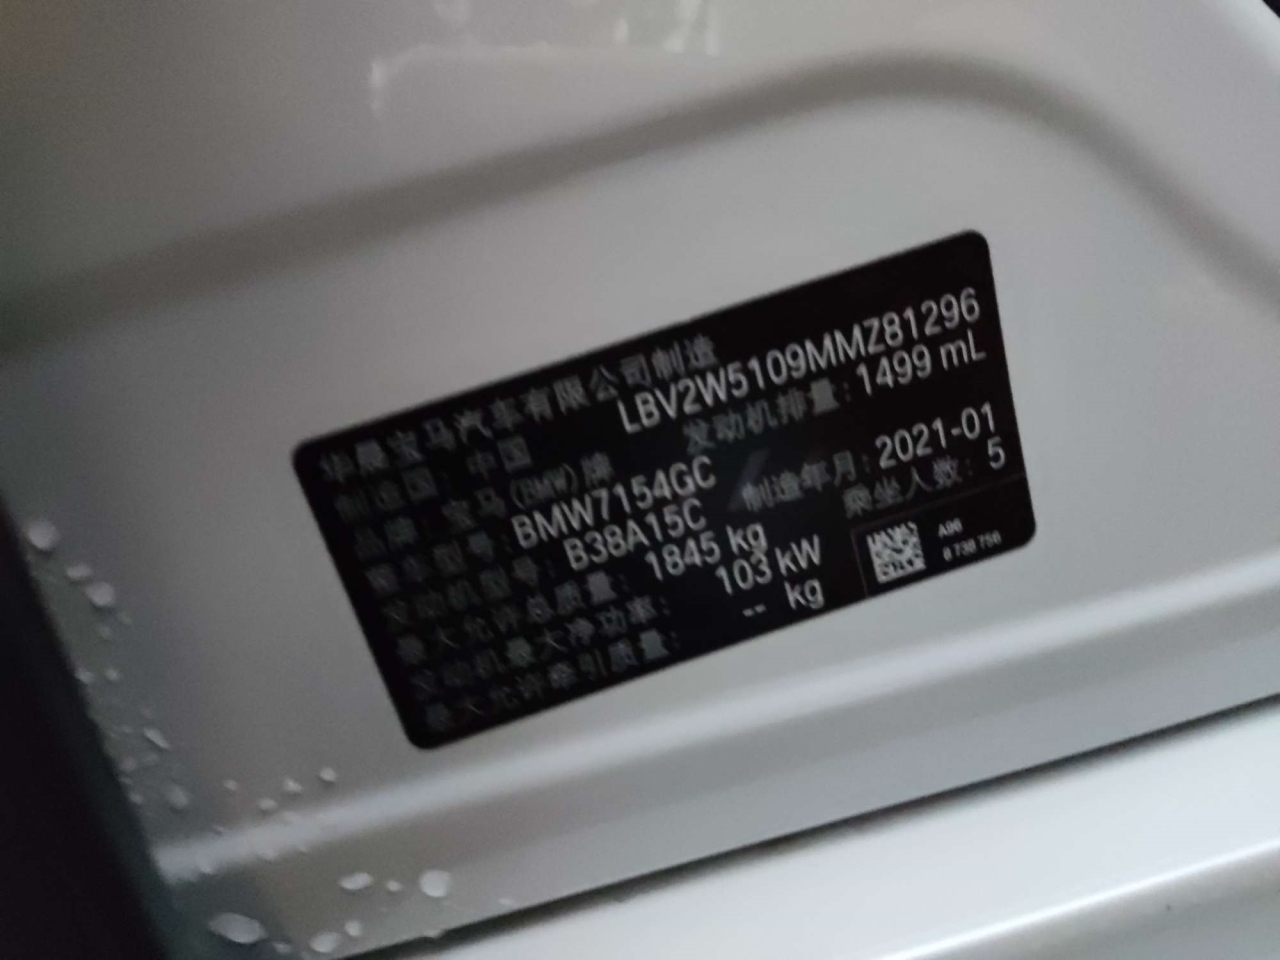 华晨宝马汽车有限公司制造
制造国：中国 LBV2W5109MMZ81296
品牌：宝马(BMW)牌 发动机排量：1499 mL
整车型号：BMW7154GC 制造年月：2021-01
发动机型号：B38A15C 乘坐人数：5
最大允许总质量：1845 kg
发动机最大净功率：103 kW
最大允许牵引质量：-- kg
A96
8 738 756